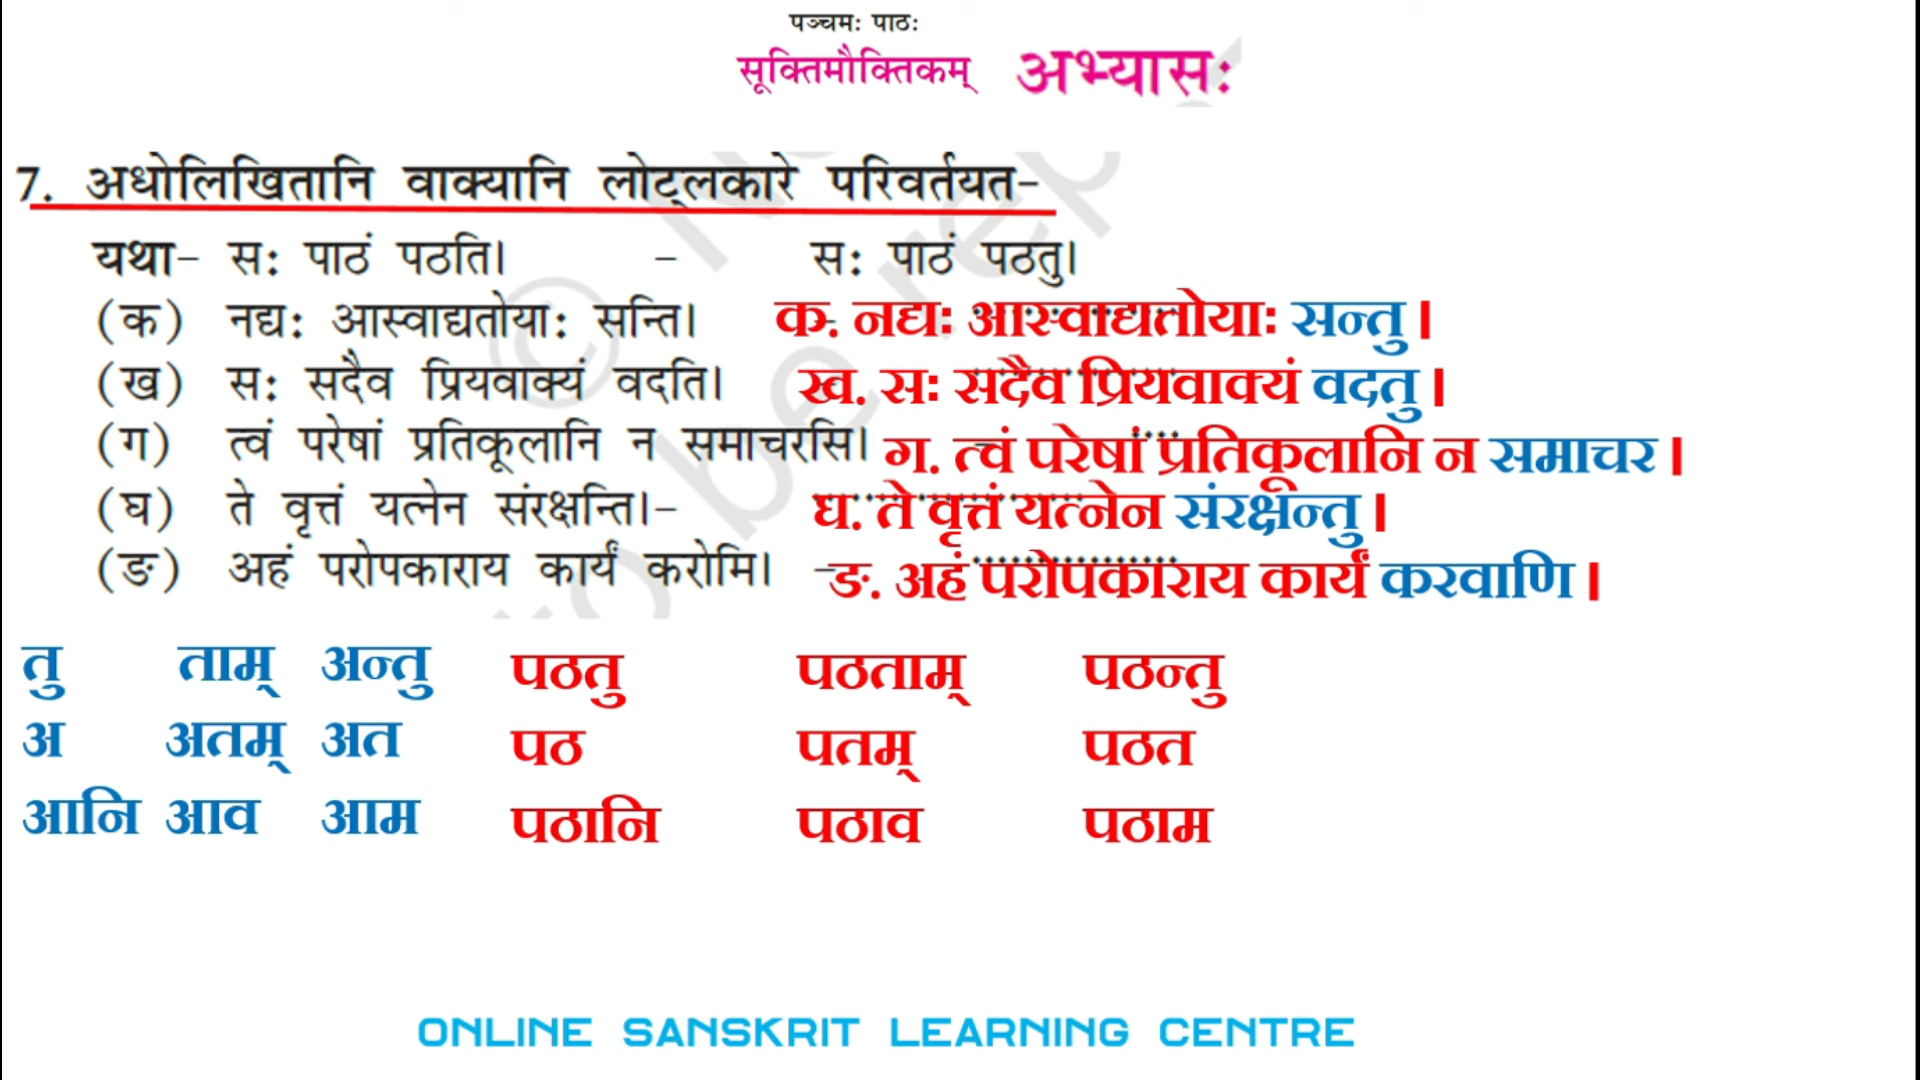 पञ्चमः पाठः
सूक्तिमौक्तिकम् अभ्यासः
7. अधोलिखितानि वाक्यानि लोट्लकारे परिवर्तयत-
यथा- सः पाठं पठति। - सः पाठं पठतु।
(क) नद्यः आस्वाद्यतोयाः सन्ति। - क. नद्यः आस्वाद्यतोयाः सन्तु।
(ख) सः सदैव प्रियवाक्यं वदति। ख. सः सदैव प्रियवाक्यं वदतु।
(ग) त्वं परेषां प्रतिकूलानि न समाचरसि। - ग. त्वं परेषां प्रतिकूलानि न समाचर।
(घ) ते वृत्तं यत्नेन संरक्षन्ति।- घ. ते वृत्तं यत्नेन संरक्षन्तु।
(ङ) अहं परोपकाराय कार्यं करोमि। - ङ. अहं परोपकाराय कार्यं करवाणि।
तु ताम् अन्तु पठतु पठताम् पठन्तु
अ अतम् अत पठ पतम् पठत
आनि आव आम पठानि पठाव पठाम
ONLINE SANSKRIT LEARNING CENTRE